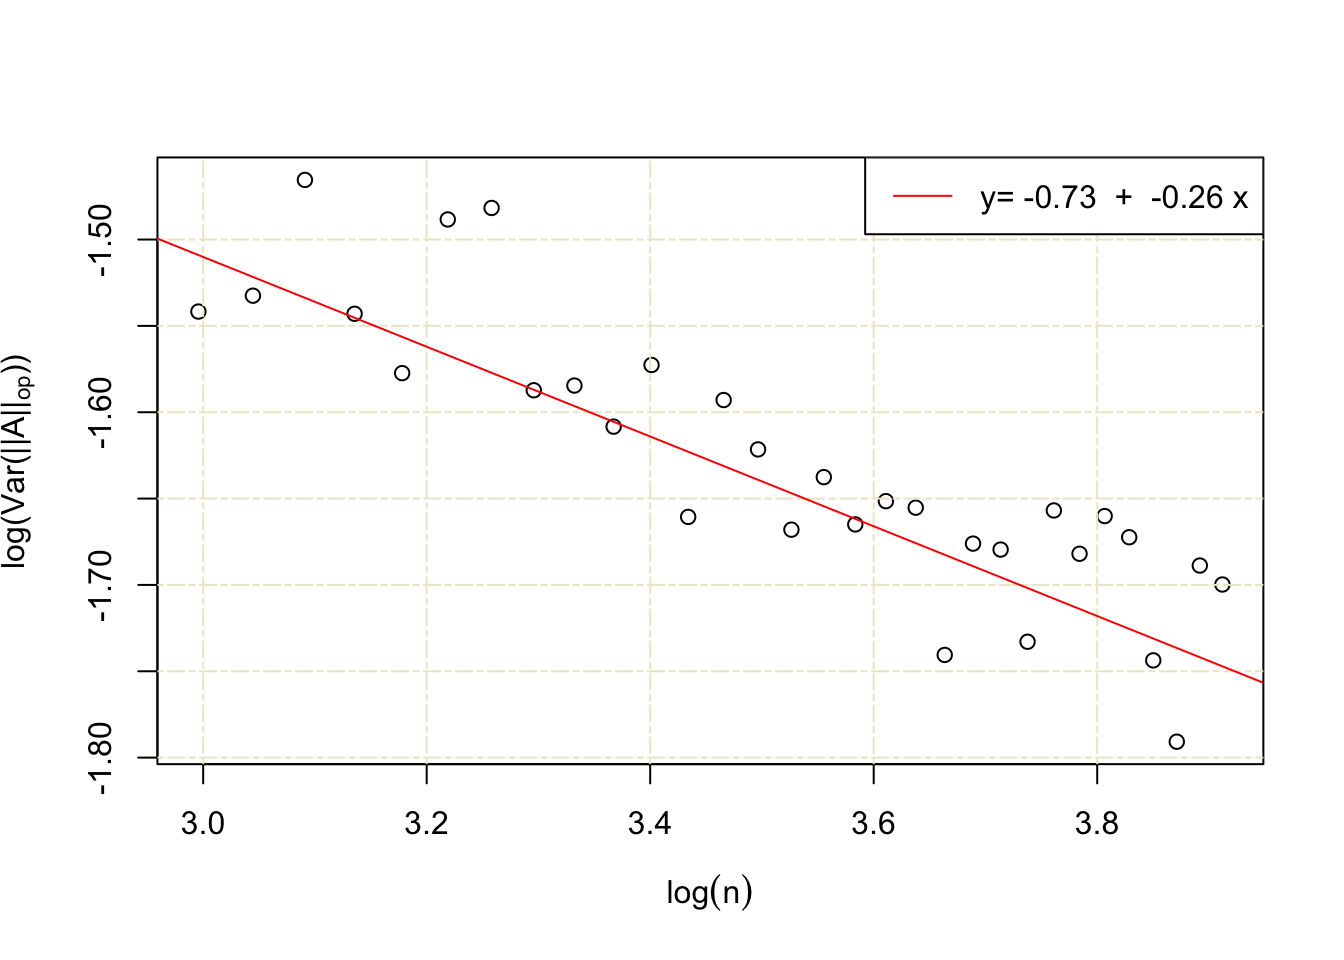 y= -0.73 + -0.26 x
log(Var(||A||op))
-1.50
-1.60
-1.70
-1.80
3.0 3.2 3.4 3.6 3.8
log(n)